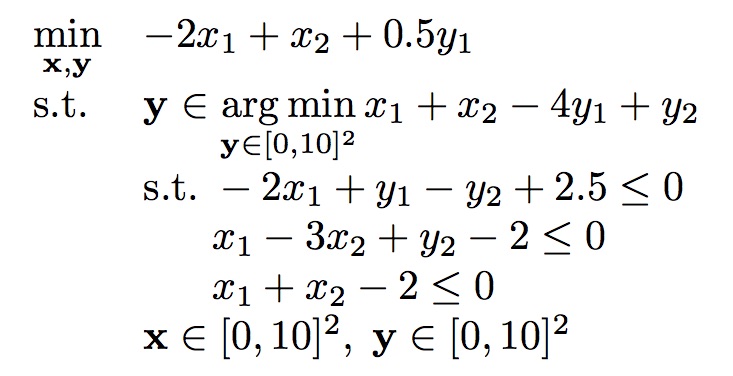 min −2x₁ + x₂ + 0.5y₁
x,y
s.t. y ∈ arg min x₁ + x₂ − 4y₁ + y₂
y∈[0,10]²
s.t. − 2x₁ + y₁ − y₂ + 2.5 ≤ 0
x₁ − 3x₂ + y₂ − 2 ≤ 0
x₁ + x₂ − 2 ≤ 0
x ∈ [0, 10]², y ∈ [0, 10]²